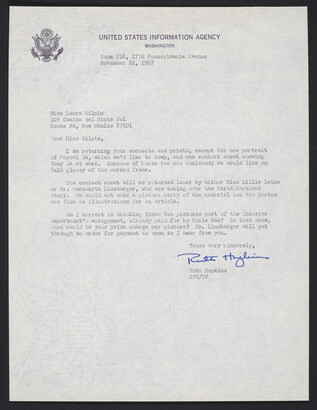 UNITED STATES INFORMATION AGENCY
WASHINGTON
Room 718, 1776 Pennsylvania Avenue
November 22, 1967
Miss Laura Gilpin
409 Camino del Monte Sol
Santa Fe, New Mexico 87501
Dear Miss Gilpin,
I am returning your contacts and prints, except for one portrait
of Popovi Da, which we'd like to keep, and one contact sheet showing
Tony Da at work. Because of these two are enclosed; we would like an
8x10 glossy of the marked frame.
The contact sheet will be returned later by either Miss Lillie Leino
or Mr. Wentworth Lineberger, who are taking over the Maria Martinez
story. We could not make a picture story of the material but the photos
are fine as illustrations for an article.
Am I correct in thinking these two pictures part of the Interior
Department's assignment, already paid for by Uncle Sam? In that case,
what would be your print charge per picture? Mr. Lineberger will put
through an order for payment as soon as I hear from you.
Yours very sincerely,
Ruth Hopkins
Ruth Hopkins
IPS/